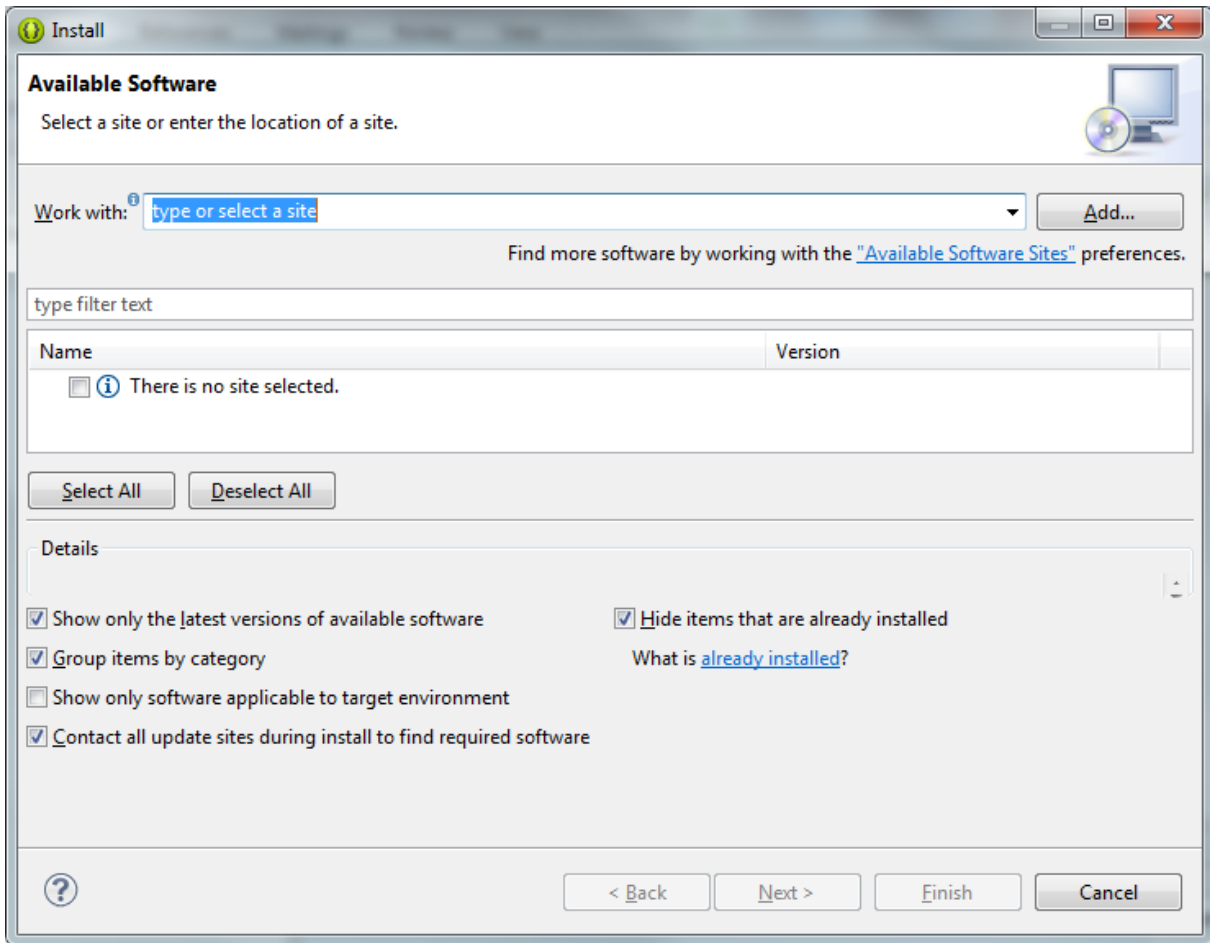 Install
Available Software
Select a site or enter the location of a site.
Work with: type or select a site Add...
Find more software by working with the "Available Software Sites" preferences.
type filter text
Name Version
There is no site selected.
Select All Deselect All
Details
Show only the latest versions of available software Hide items that are already installed
Group items by category What is already installed?
Show only software applicable to target environment
Contact all update sites during install to find required software
< Back Next > Finish Cancel